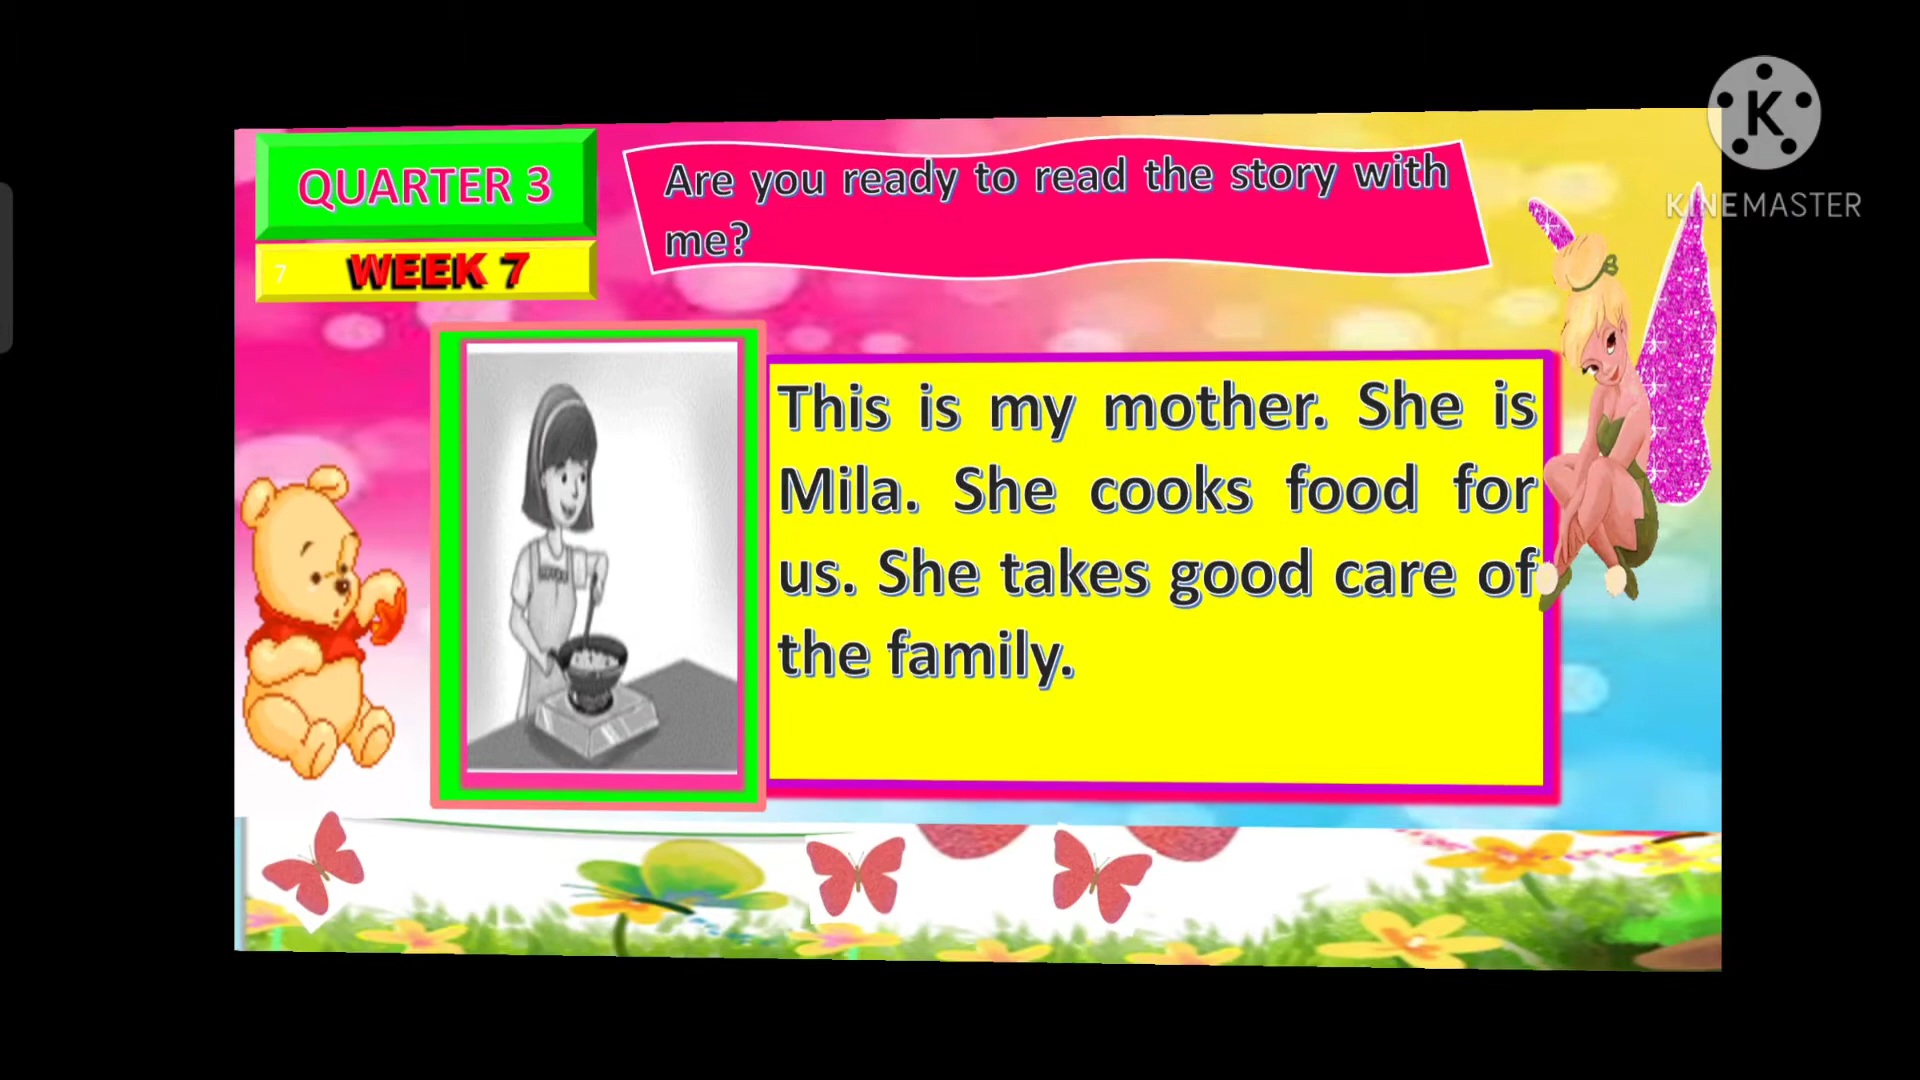 QUARTER 3
7 WEEK 7
Are you ready to read the story with
me?
K
KINEMASTER
This is my mother. She is
Mila. She cooks food for
us. She takes good care of
the family.